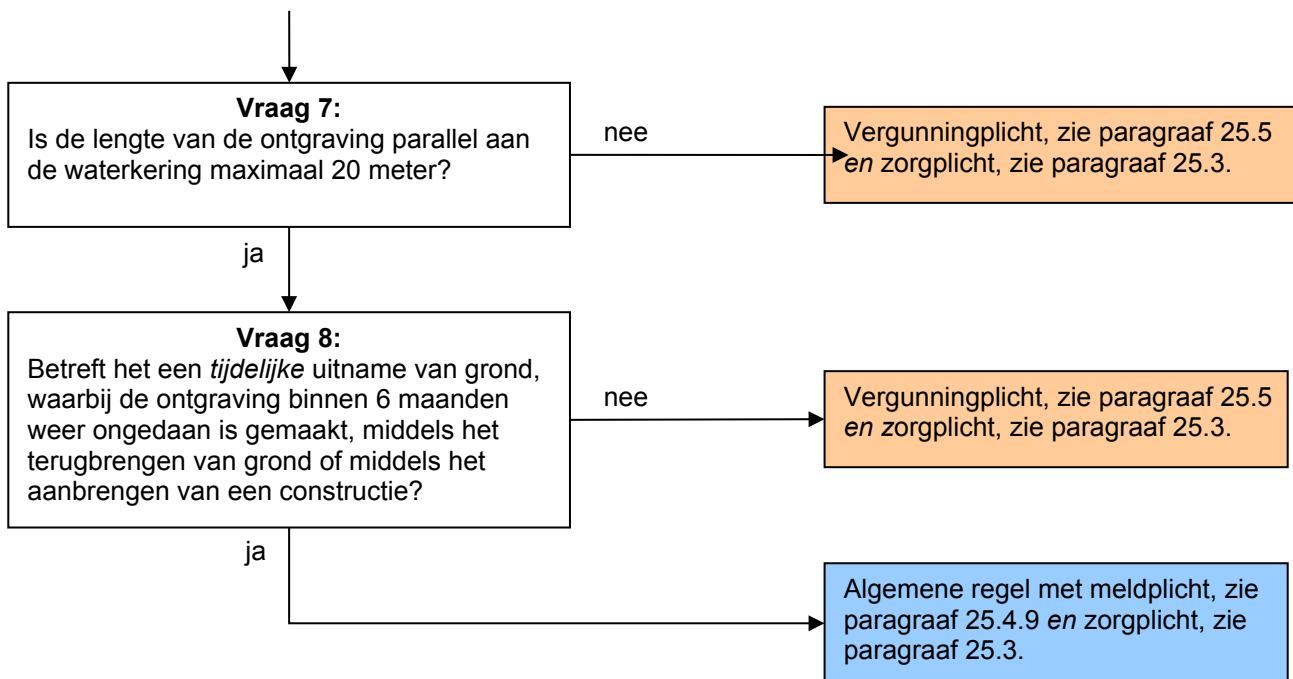 Vraag 7:
Is de lengte van de ontgraving parallel aan
de waterkering maximaal 20 meter?
nee
Vergunningplicht, zie paragraaf 25.5
en zorgplicht, zie paragraaf 25.3.
ja
Vraag 8:
Betreft het een tijdelijke uitname van grond,
waarbij de ontgraving binnen 6 maanden
weer ongedaan is gemaakt, middels het
terugbrengen van grond of middels het
aanbrengen van een constructie?
nee
Vergunningplicht, zie paragraaf 25.5
en zorgplicht, zie paragraaf 25.3.
ja
Algemene regel met meldplicht, zie
paragraaf 25.4.9 en zorgplicht, zie
paragraaf 25.3.